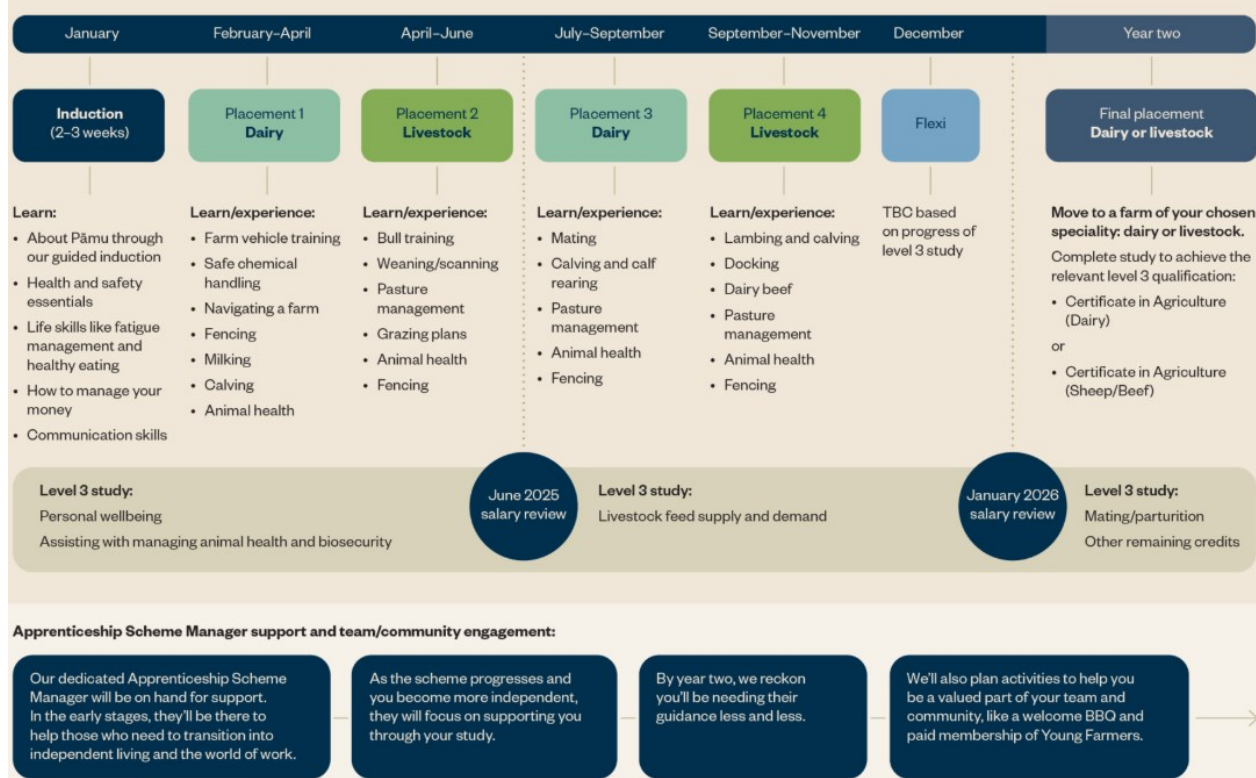 January
February–April
April–June
July–September
September–November
December
Year two
Induction
(2–3 weeks)
Placement 1
Dairy
Placement 2
Livestock
Placement 3
Dairy
Placement 4
Livestock
Flexi
Final placement
Dairy or livestock
Learn:
• About Pāmu through
our guided induction
• Health and safety
essentials
• Life skills like fatigue
management and
healthy eating
• How to manage your
money
• Communication skills
Learn/experience:
• Farm vehicle training
• Safe chemical
handling
• Navigating a farm
• Fencing
• Milking
• Calving
• Animal health
Learn/experience:
• Bull training
• Weaning/scanning
• Pasture
management
• Grazing plans
• Animal health
• Fencing
Learn/experience:
• Mating
• Calving and calf
rearing
• Pasture
management
• Animal health
• Fencing
Learn/experience:
• Lambing and calving
• Docking
• Dairy beef
• Pasture
management
• Animal health
• Fencing
TBC based
on progress of
level 3 study
Move to a farm of your chosen
speciality: dairy or livestock.
Complete study to achieve the
relevant level 3 qualification:
• Certificate in Agriculture
(Dairy)
or
• Certificate in Agriculture
(Sheep/Beef)
Level 3 study:
Personal wellbeing
Assisting with managing animal health and biosecurity
June 2025
salary review
Level 3 study:
Livestock feed supply and demand
January 2026
salary review
Level 3 study:
Mating/parturition
Other remaining credits
Apprenticeship Scheme Manager support and team/community engagement:
Our dedicated Apprenticeship Scheme
Manager will be on hand for support.
In the early stages, they'll be there to
help those who need to transition into
independent living and the world of work.
As the scheme progresses and
you become more independent,
they will focus on supporting you
through your study.
By year two, we reckon
you'll be needing their
guidance less and less.
We'll also plan activities to help you
be a valued part of your team and
community, like a welcome BBQ and
paid membership of Young Farmers.